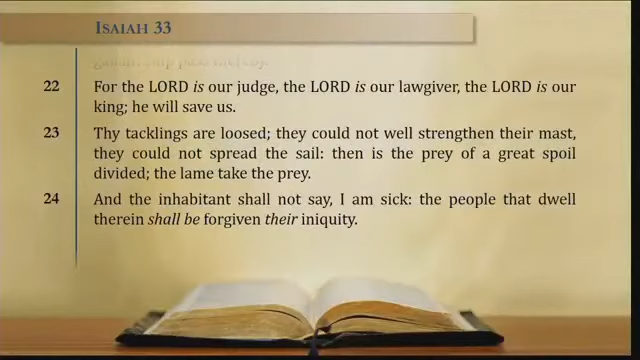 ISAIAH 33
22 For the LORD is our judge, the LORD is our lawgiver, the LORD is our
king; he will save us.
23 Thy tacklings are loosed; they could not well strengthen their mast,
they could not spread the sail: then is the prey of a great spoil
divided; the lame take the prey.
24 And the inhabitant shall not say, I am sick: the people that dwell
therein shall be forgiven their iniquity.